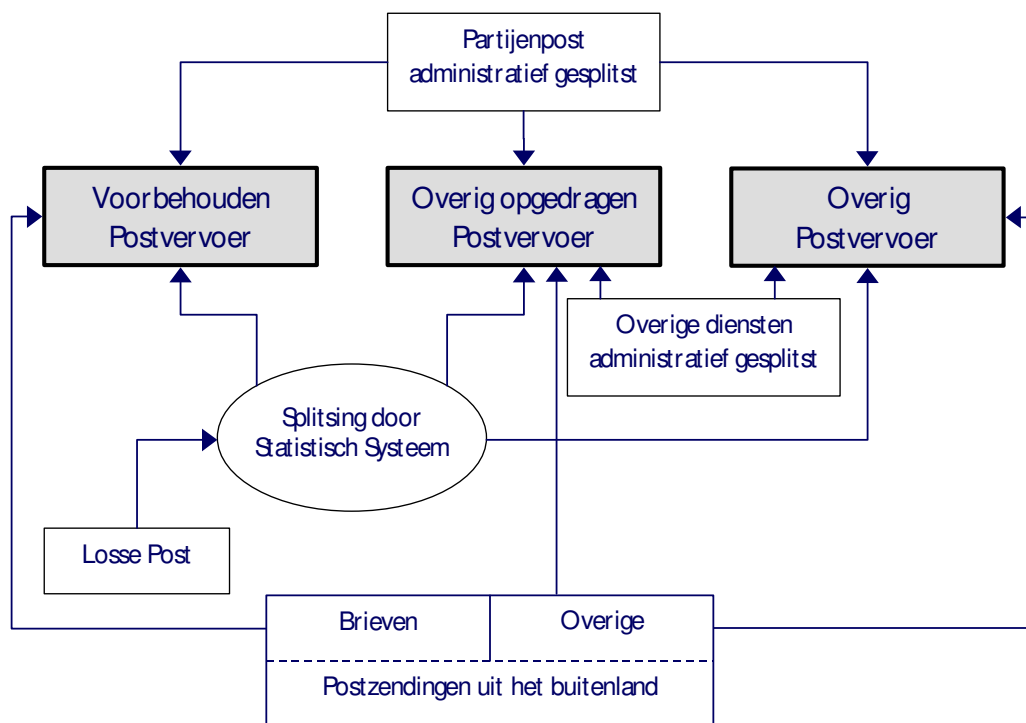 Partijenpost
administratief gesplitst
Voorbehouden
Postvervoer
Overig opgedragen
Postvervoer
Overig
Postvervoer
Overige diensten
administratief gesplitst
Splitsing door
Statistisch Systeem
Losse Post
Brieven
Overige
Postzendingen uit het buitenland